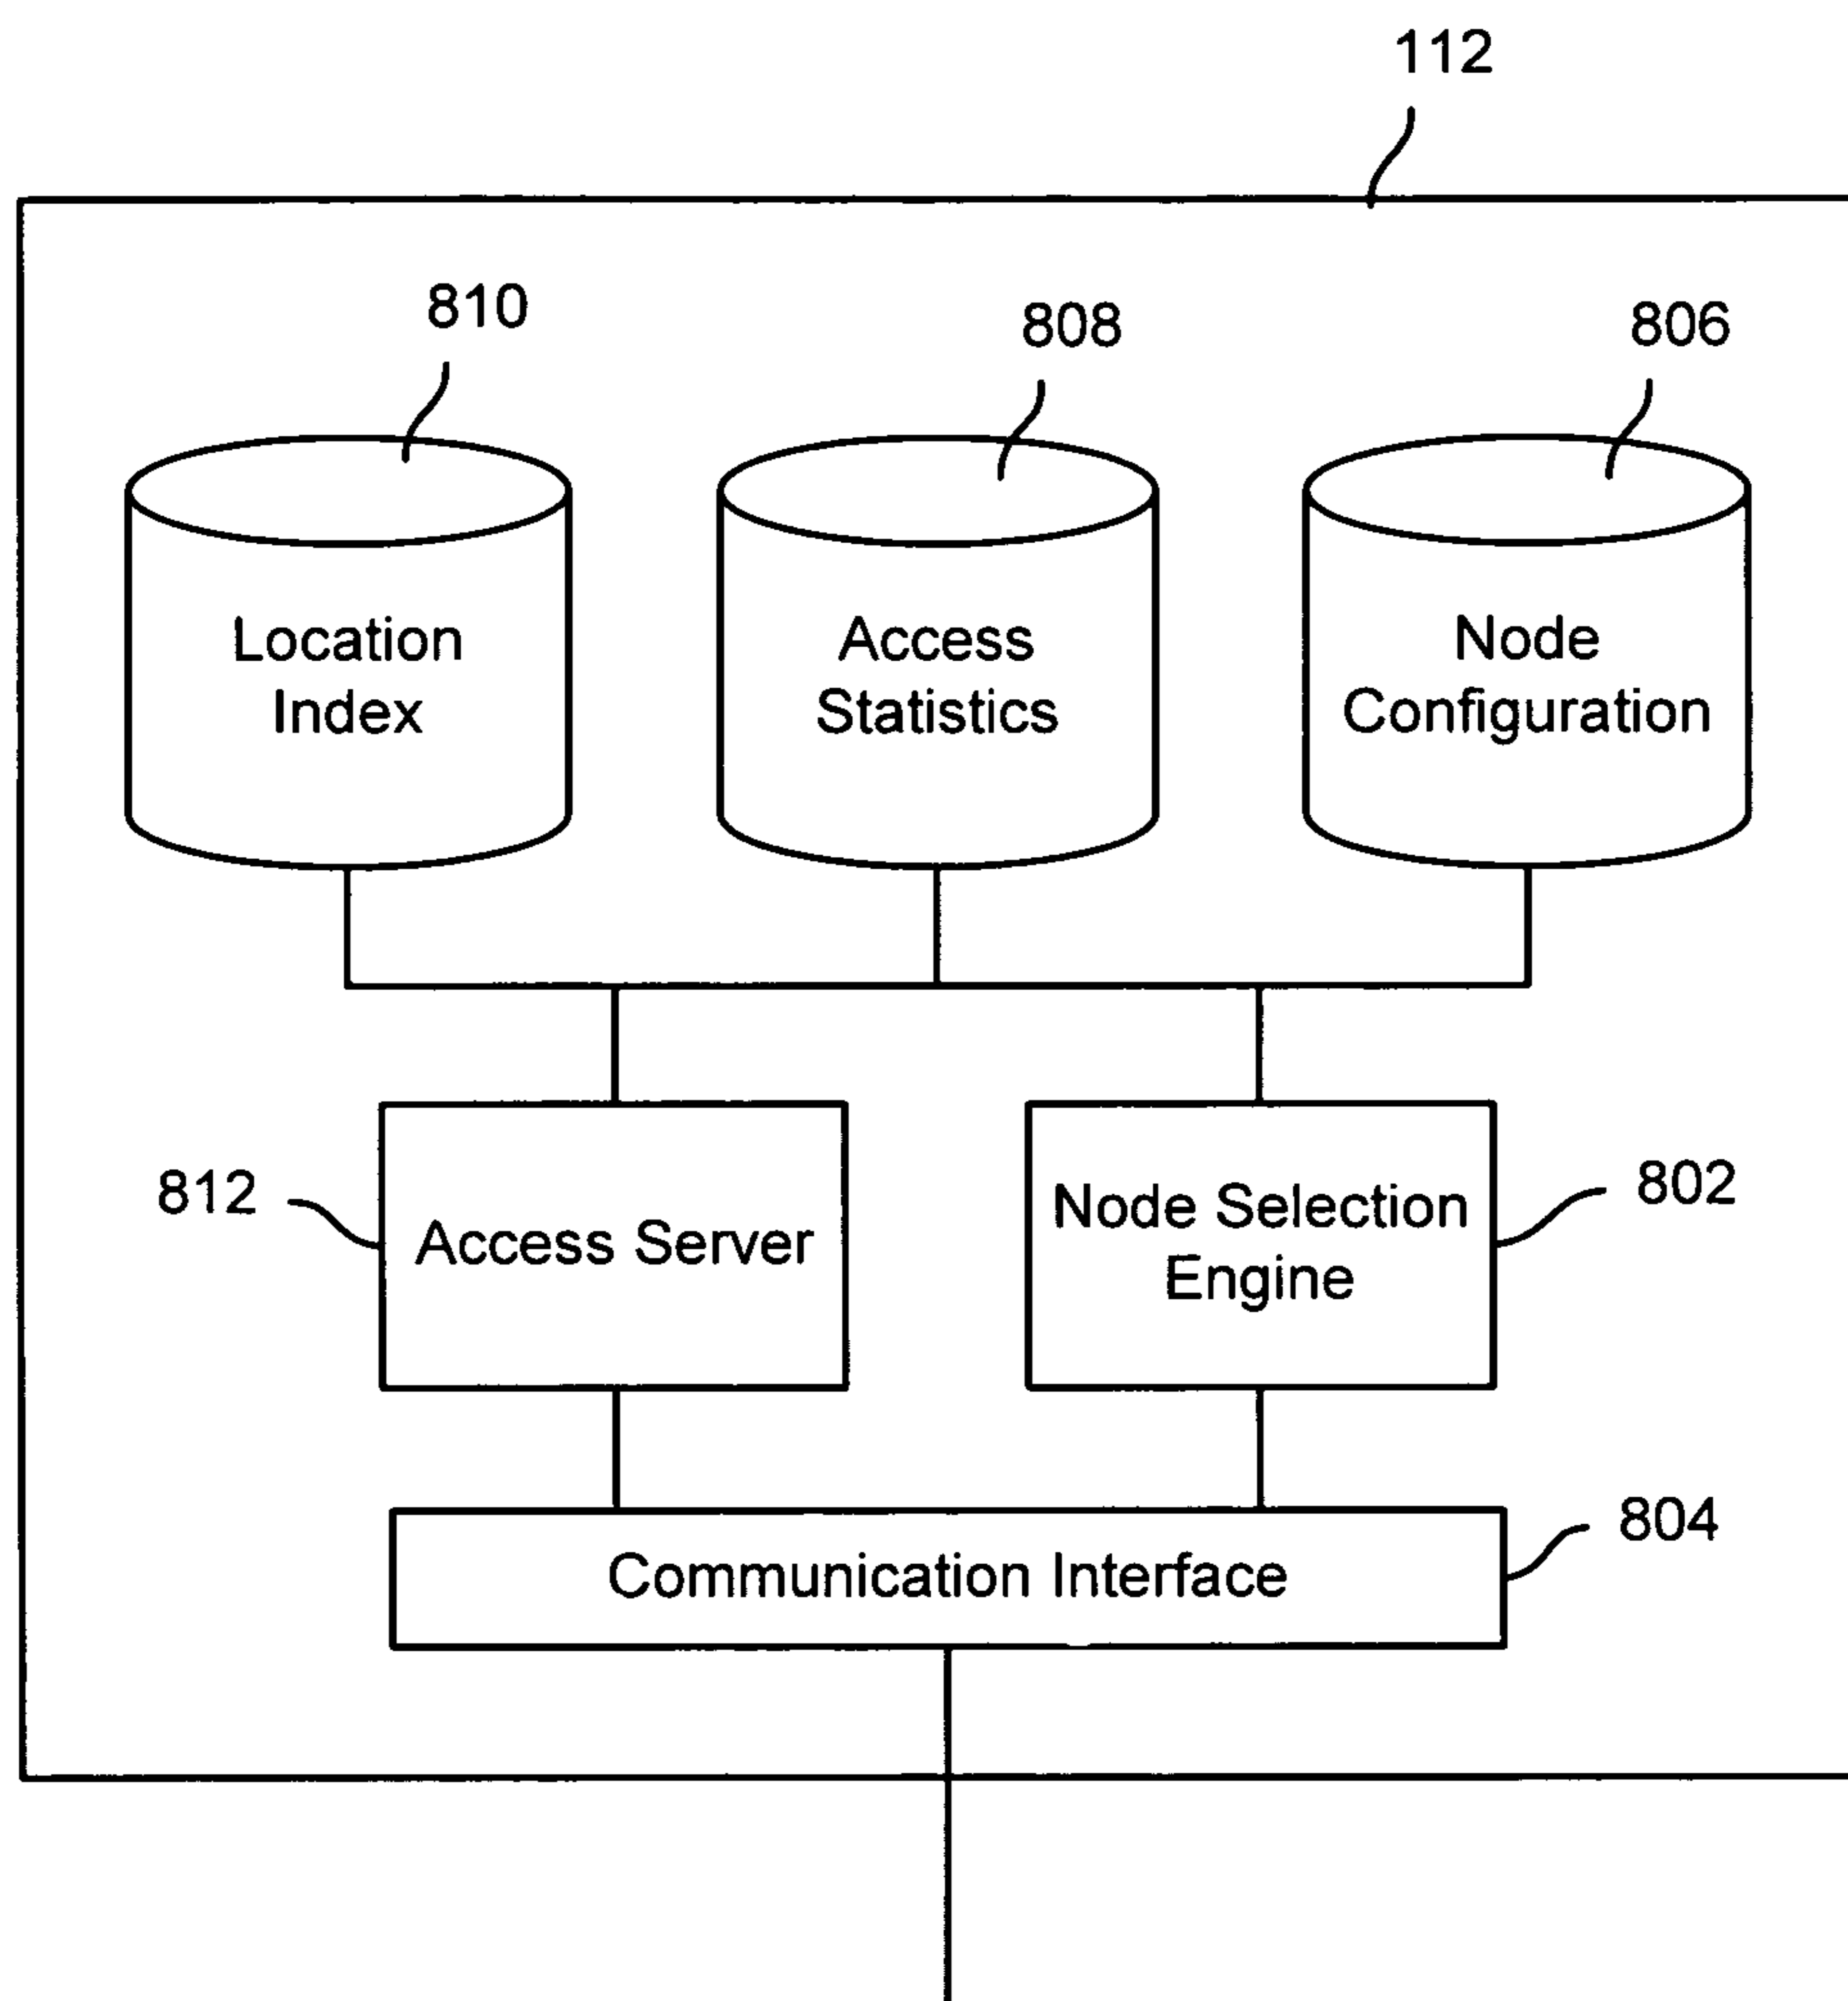 112
810
808
806
Location
Index
Access
Statistics
Node
Configuration
812
Access Server
Node Selection
Engine
802
Communication Interface
804